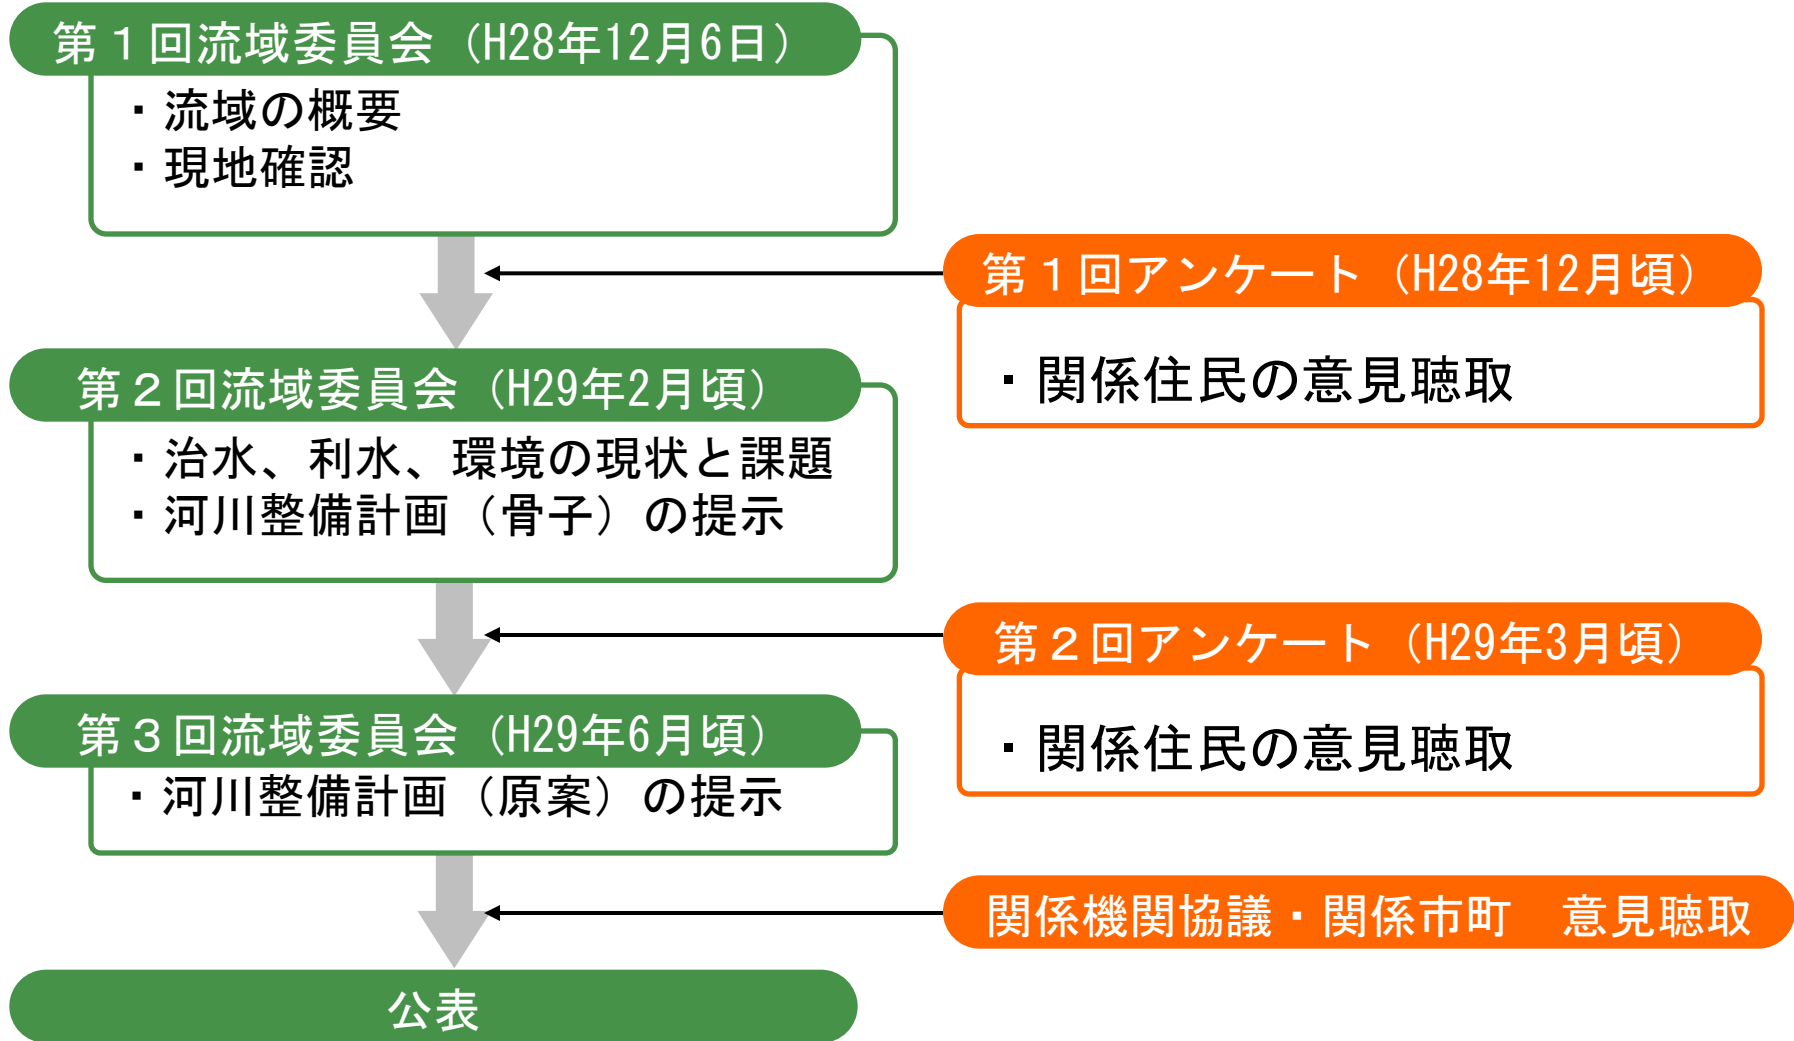 第１回流域委員会（H28年12月6日）
・流域の概要
・現地確認
第１回アンケート（H28年12月頃）
・関係住民の意見聴取
第２回流域委員会（H29年2月頃）
・治水、利水、環境の現状と課題
・河川整備計画（骨子）の提示
第２回アンケート（H29年3月頃）
・関係住民の意見聴取
第３回流域委員会（H29年6月頃）
・河川整備計画（原案）の提示
関係機関協議・関係市町　意見聴取
公表